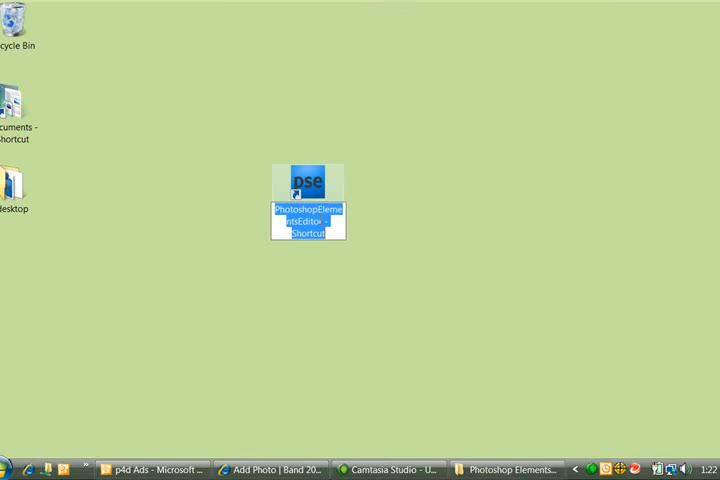 cycle Bin
cuments -
Shortcut
desktop
pse
PhotoshopEleme
ntsEditor -
Shortcut
p4d Ads - Microsoft ...
Add Photo | Band 20...
Camtasia Studio - U...
Photoshop Elements...
1:22